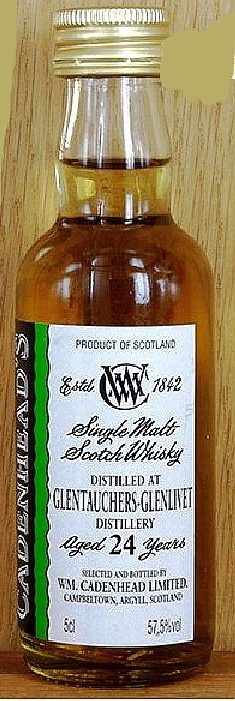 CADENHEAD'S
PRODUCT OF SCOTLAND
Estd. WMC 1842
Single Malt
Scotch Whisky
DISTILLED AT
GLENTAUCHERS-GLENLIVET
DISTILLERY
Aged 24 Years
SELECTED AND BOTTLED BY
WM. CADENHEAD LIMITED.
CAMPBELTOWN, ARGYLL, SCOTLAND
5cl 57,5%vol